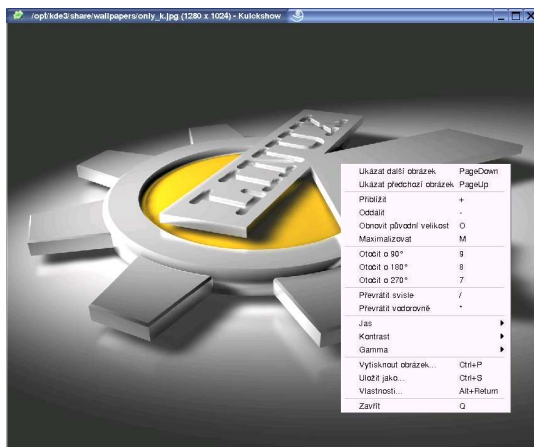 /opt/kde3/share/wallpapers/only_k.jpg (1280 x 1024) - Kuickshow
LINUX
Ukázat další obrázek PageDown
Ukázat předchozí obrázek PageUp
Přiblížit +
Oddálit -
Obnovit původní velikost O
Maximalizovat M
Otočit o 90° 9
Otočit o 180° 8
Otočit o 270° 7
Převrátit svisle /
Převrátit vodorovně *
Jas
Kontrast
Gamma
Vytisknout obrázek... Ctrl+P
Uložit jako... Ctrl+S
Vlastnosti... Alt+Return
Zavřít Q